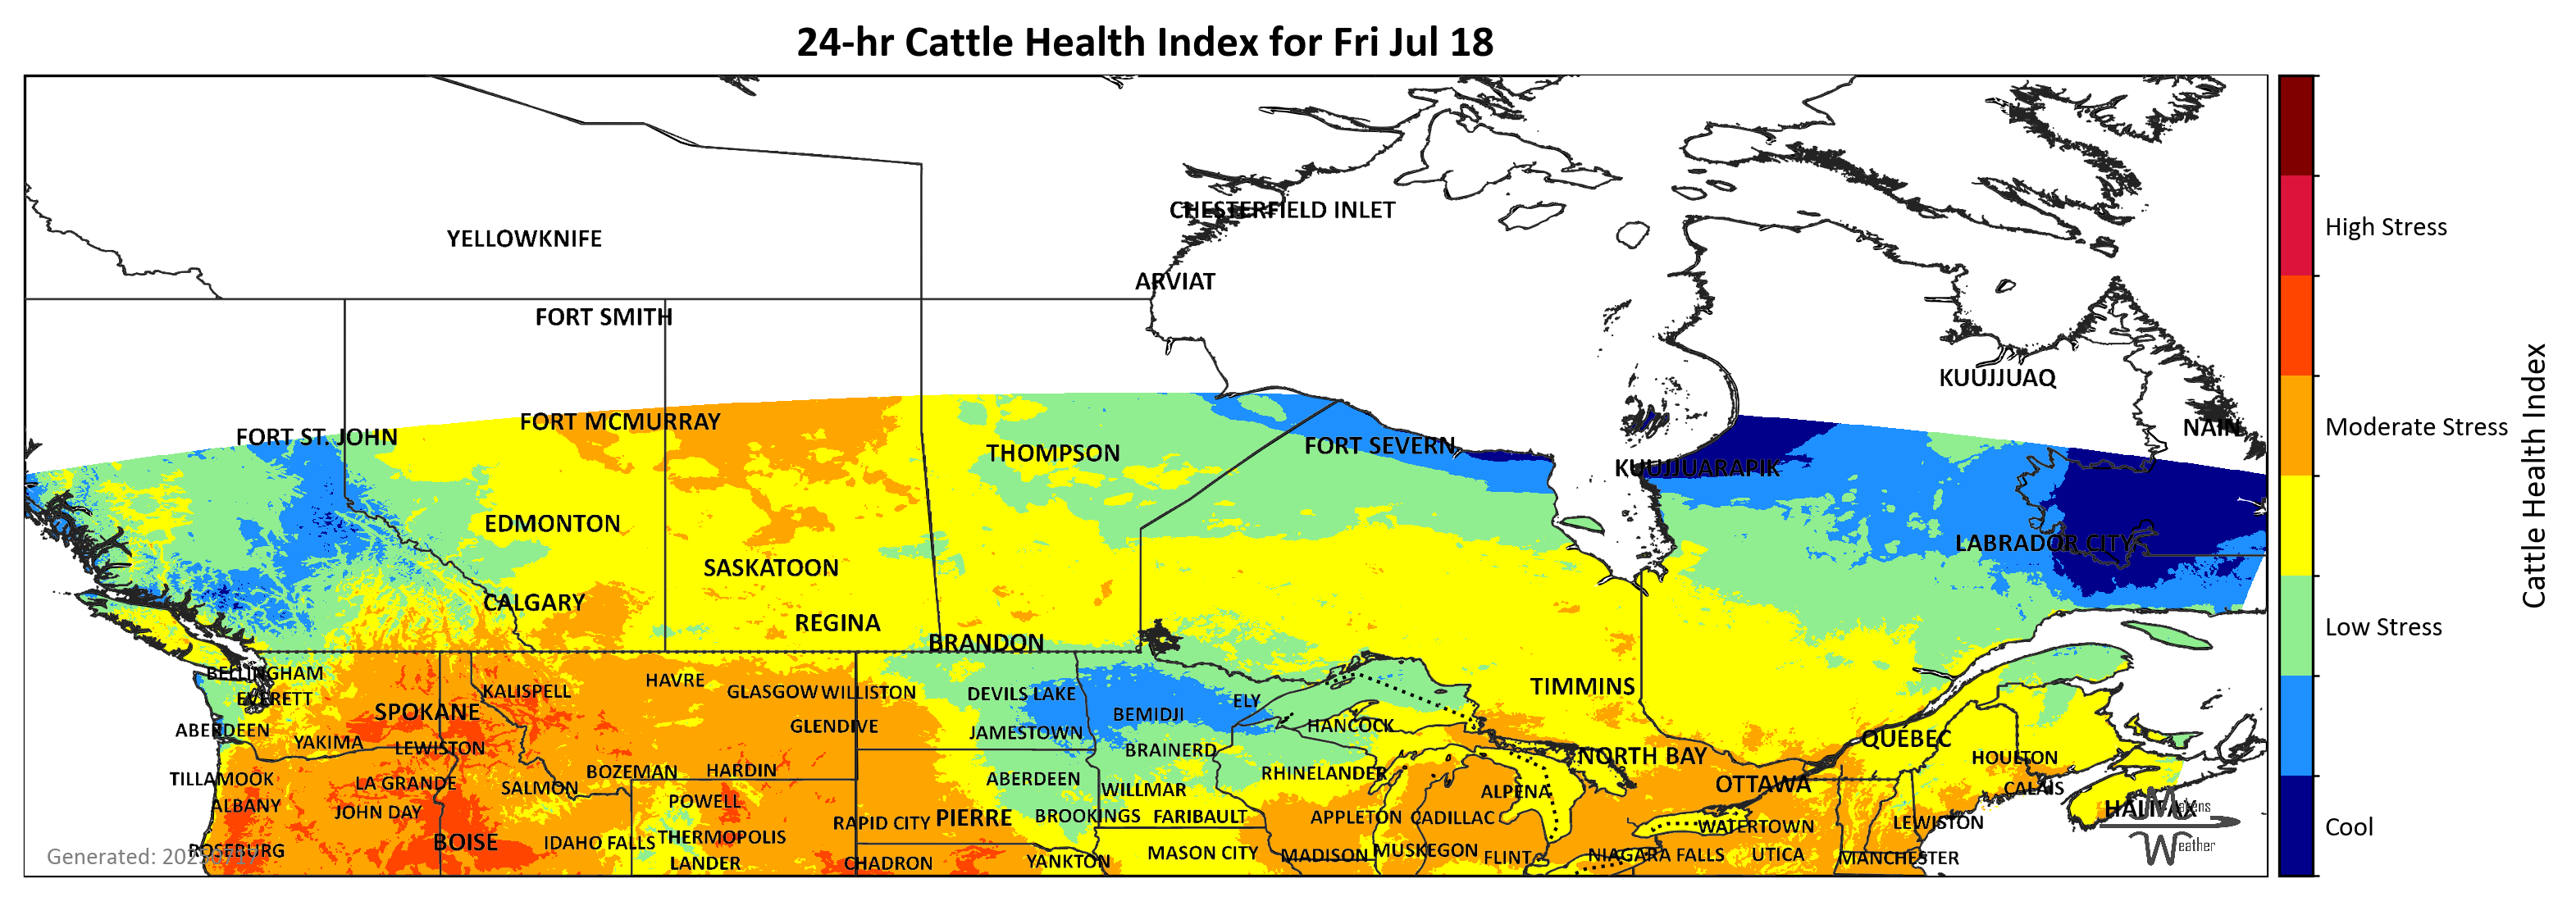 24-hr Cattle Health Index for Fri Jul 18
CHESTERFIELD INLET
YELLOWKNIFE
ARVIAT
FORT SMITH
KUUJJUAQ
FORT MCMURRAY
NAIN
FORT ST. JOHN
THOMPSON
FORT SEVERN
KUUJJUARAPIK
EDMONTON
LABRADOR CITY
SASKATOON
CALGARY
REGINA
BRANDON
BELLINGHAM
HAVRE
KALISPELL
GLASGOW
WILLISTON
DEVILS LAKE
TIMMINS
EVERETT
ELY
SPOKANE
BEMIDJI
ABERDEEN
GLENDIVE
JAMESTOWN
HANCOCK
QUÉBEC
YAKIMA
LEWISTON
BRAINERD
NORTH BAY
HOULTON
BOZEMAN
HARDIN
RHINELANDER
TILLAMOOK
LA GRANDE
SALMON
ABERDEEN
WILLMAR
ALPENA
OTTAWA
CALAIS
ALBANY
JOHN DAY
POWELL
RAPID CITY
PIERRE
BROOKINGS
FARIBAULT
APPLETON
CADILLAC
WATERTOWN
LEWISTON
HALIFAX
BOISE
IDAHO FALLS
THERMOPOLIS
ROSEBURG
LANDER
CHADRON
YANKTON
MASON CITY
MADISON
MUSKEGON
FLINT
NIAGARA FALLS
UTICA
MANCHESTER
Weather
Generated:
High Stress
Moderate Stress
Low Stress
Cool
Cattle Health Index